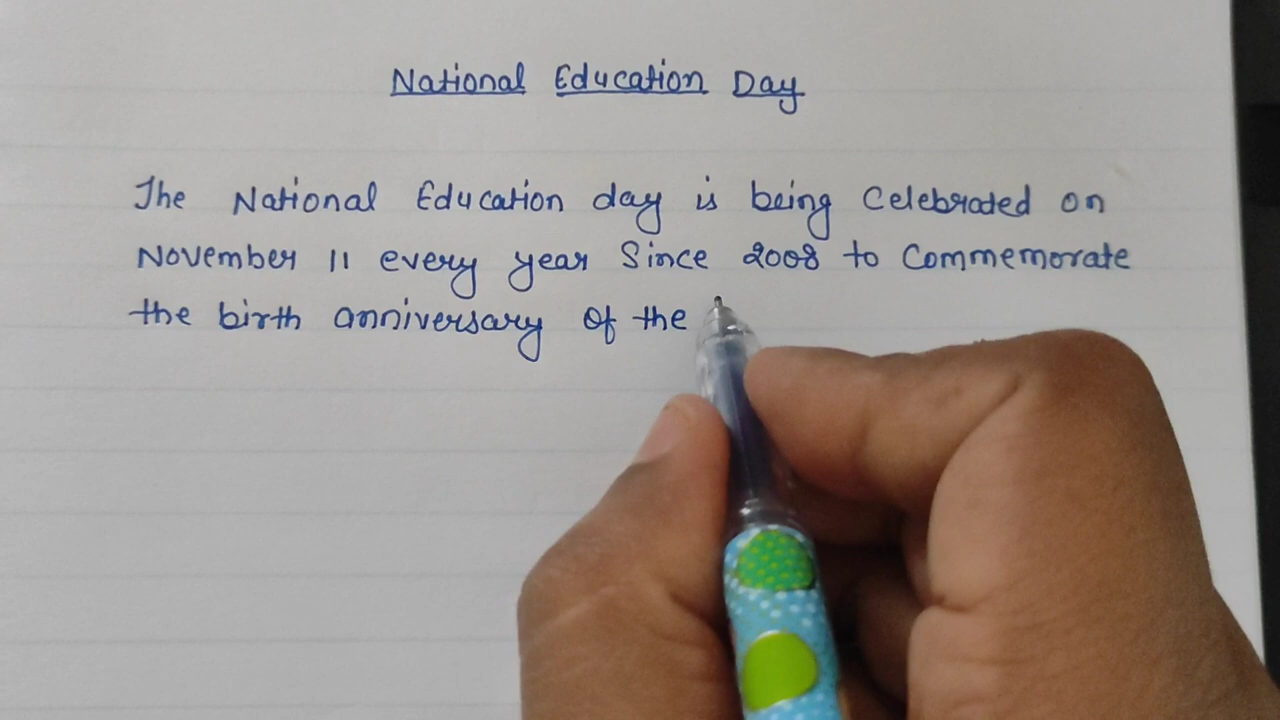 National Education Day
The National Education day is being Celebrated on
November 11 every year Since 2008 to Commemorate
the birth anniversary of the